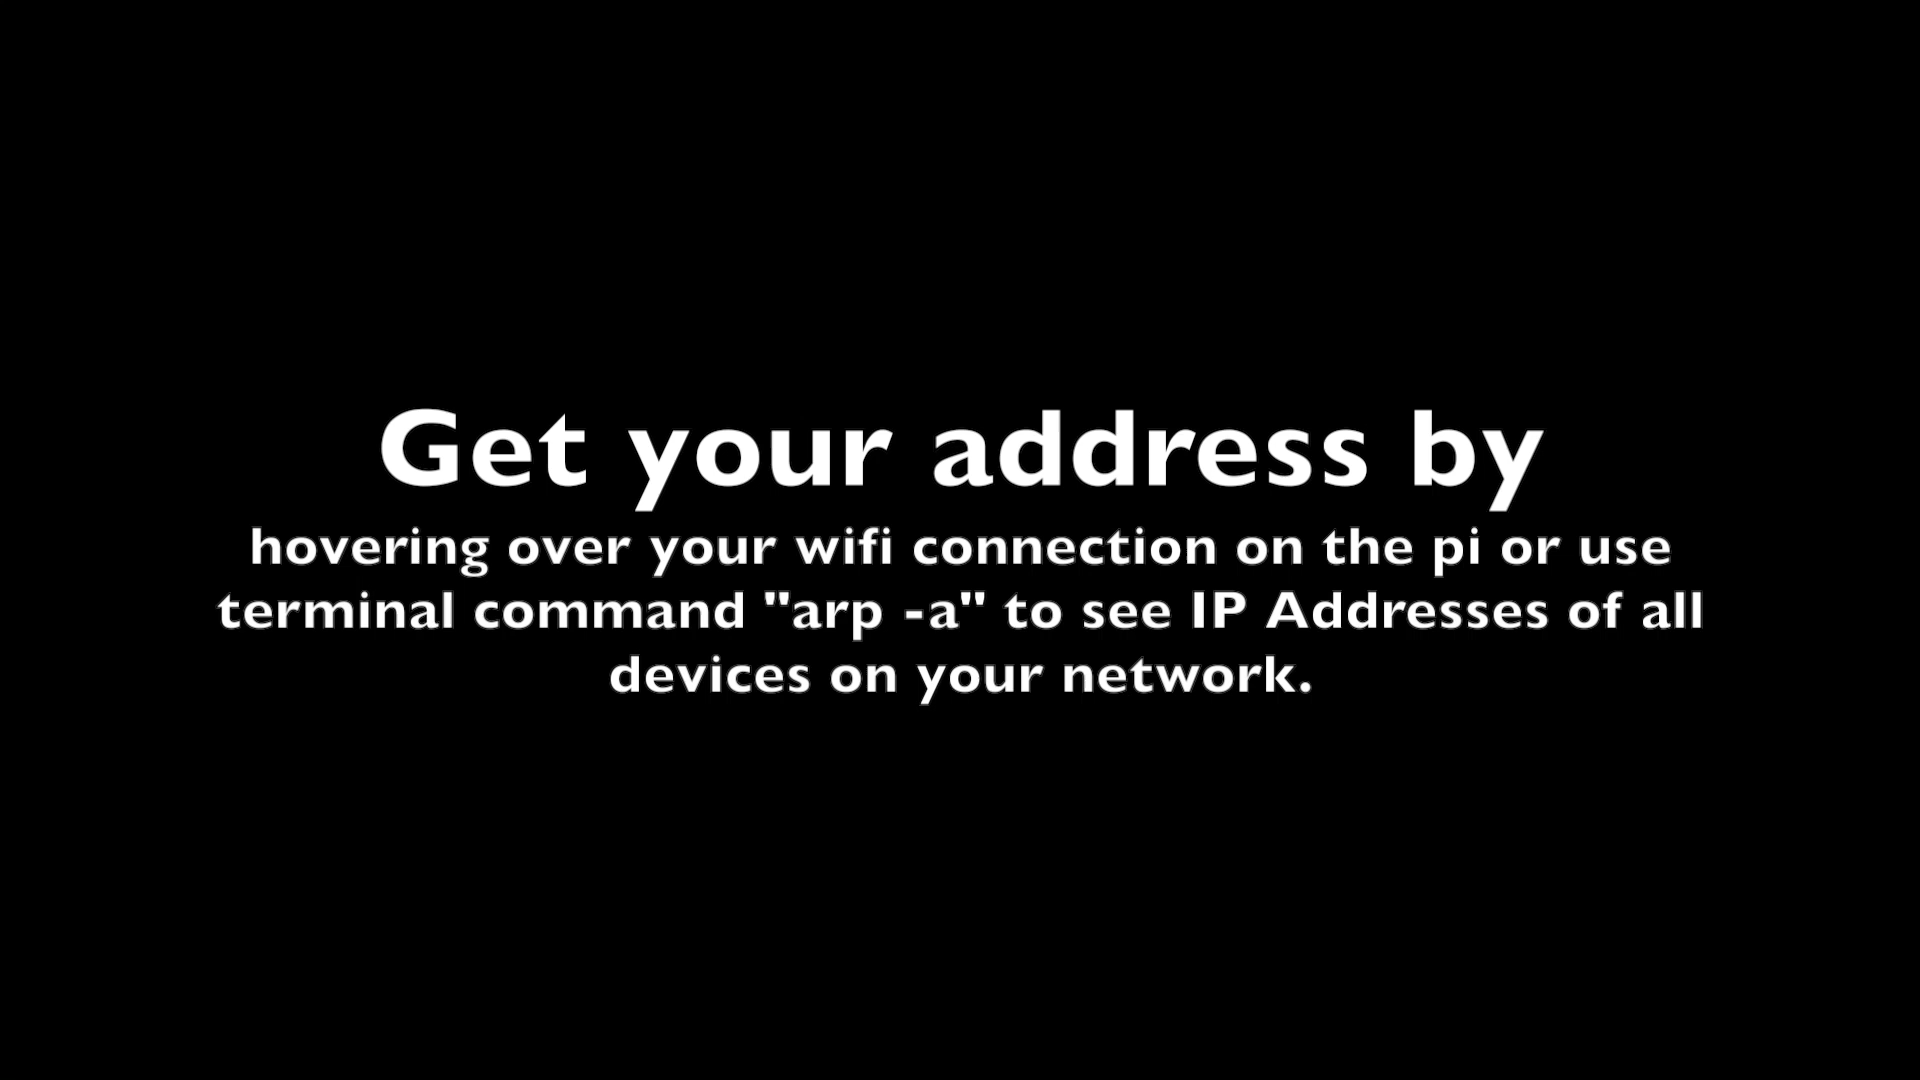 Get your address by
hovering over your wifi connection on the pi or use
terminal command "arp -a" to see IP Addresses of all
devices on your network.